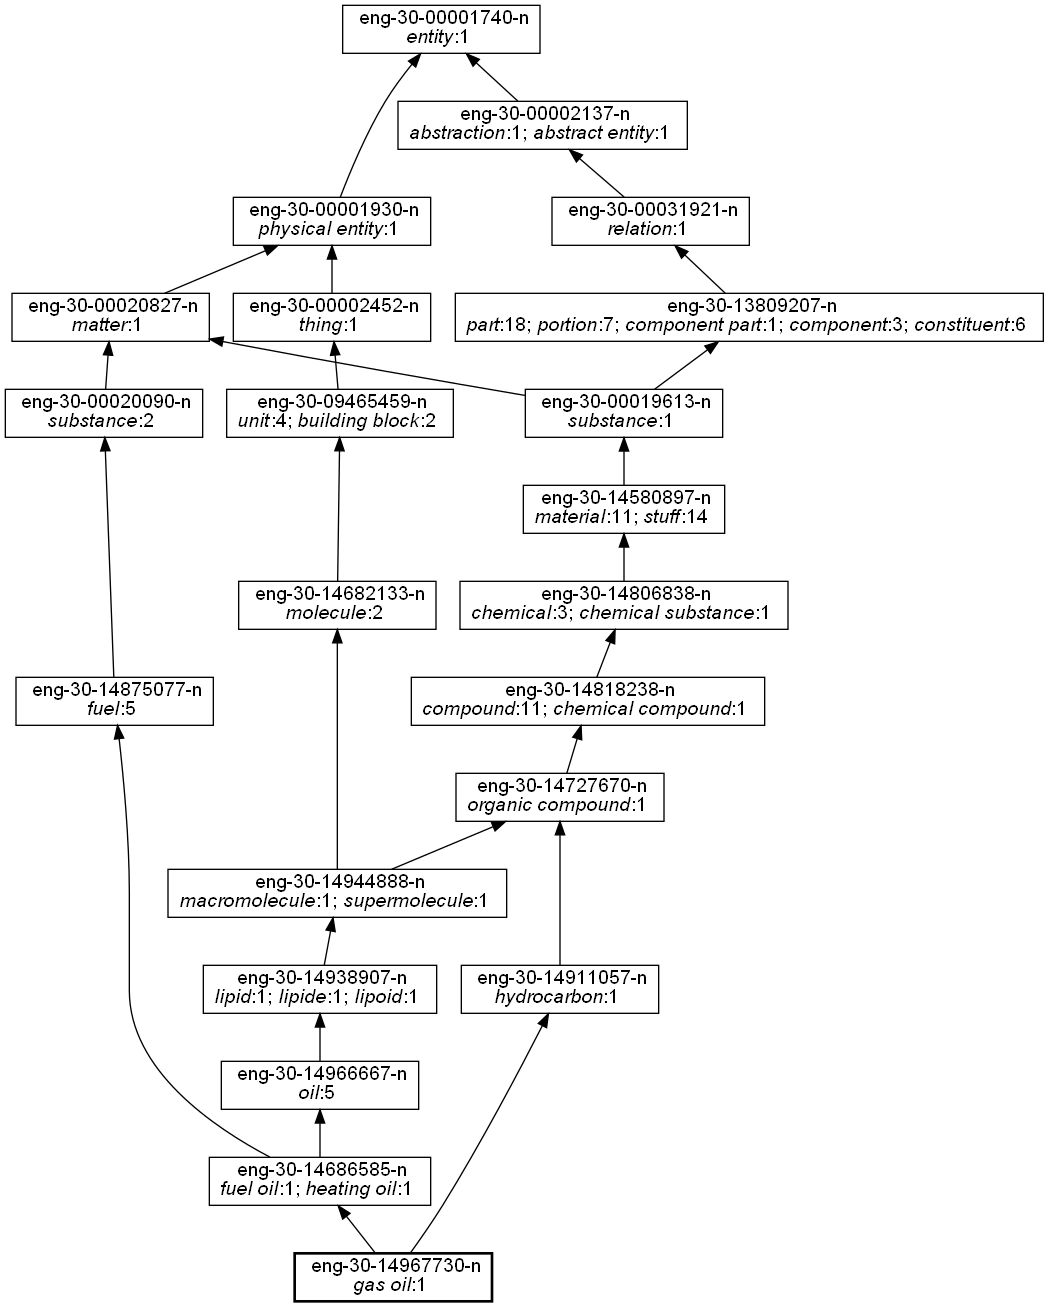 eng-30-00001740-n
entity:1
eng-30-00002137-n
abstraction:1; abstract entity:1
eng-30-00001930-n
physical entity:1
eng-30-00031921-n
relation:1
eng-30-00020827-n
matter:1
eng-30-00002452-n
thing:1
eng-30-13809207-n
part:18; portion:7; component part:1; component:3; constituent:6
eng-30-00020090-n
substance:2
eng-30-09465459-n
unit:4; building block:2
eng-30-00019613-n
substance:1
eng-30-14580897-n
material:11; stuff:14
eng-30-14682133-n
molecule:2
eng-30-14806838-n
chemical:3; chemical substance:1
eng-30-14875077-n
fuel:5
eng-30-14818238-n
compound:11; chemical compound:1
eng-30-14727670-n
organic compound:1
eng-30-14944888-n
macromolecule:1; supermolecule:1
eng-30-14938907-n
lipid:1; lipide:1; lipoid:1
eng-30-14911057-n
hydrocarbon:1
eng-30-14966667-n
oil:5
eng-30-14686585-n
fuel oil:1; heating oil:1
eng-30-14967730-n
gas oil:1